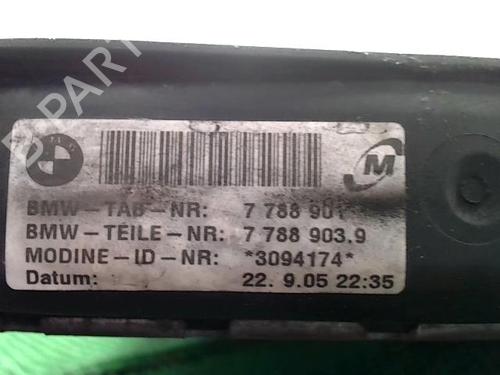 B PARTS
BMW-TAB-NR: 7 788 901
BMW-TEILE-NR: 7 788 903.9
MODINE-ID-NR: *3094174*
Datum: 22. 9.05 22:35